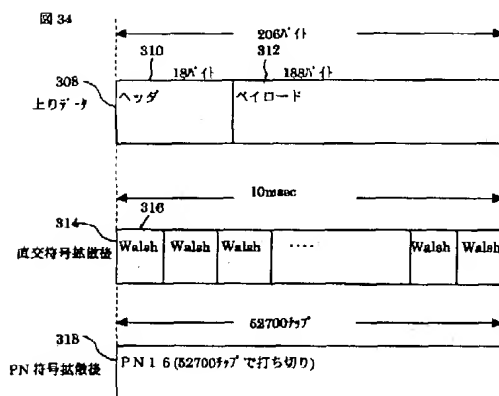 図34
206バイト
310
312
18バイト
188バイト
308
ヘッダ
ペイロード
上りデータ
10msec
316
314
Walsh Walsh Walsh ···· Walsh Walsh
直交符号拡散後
52700チップ
318
PN16(52700チップで打ち切り)
PN符号拡散後